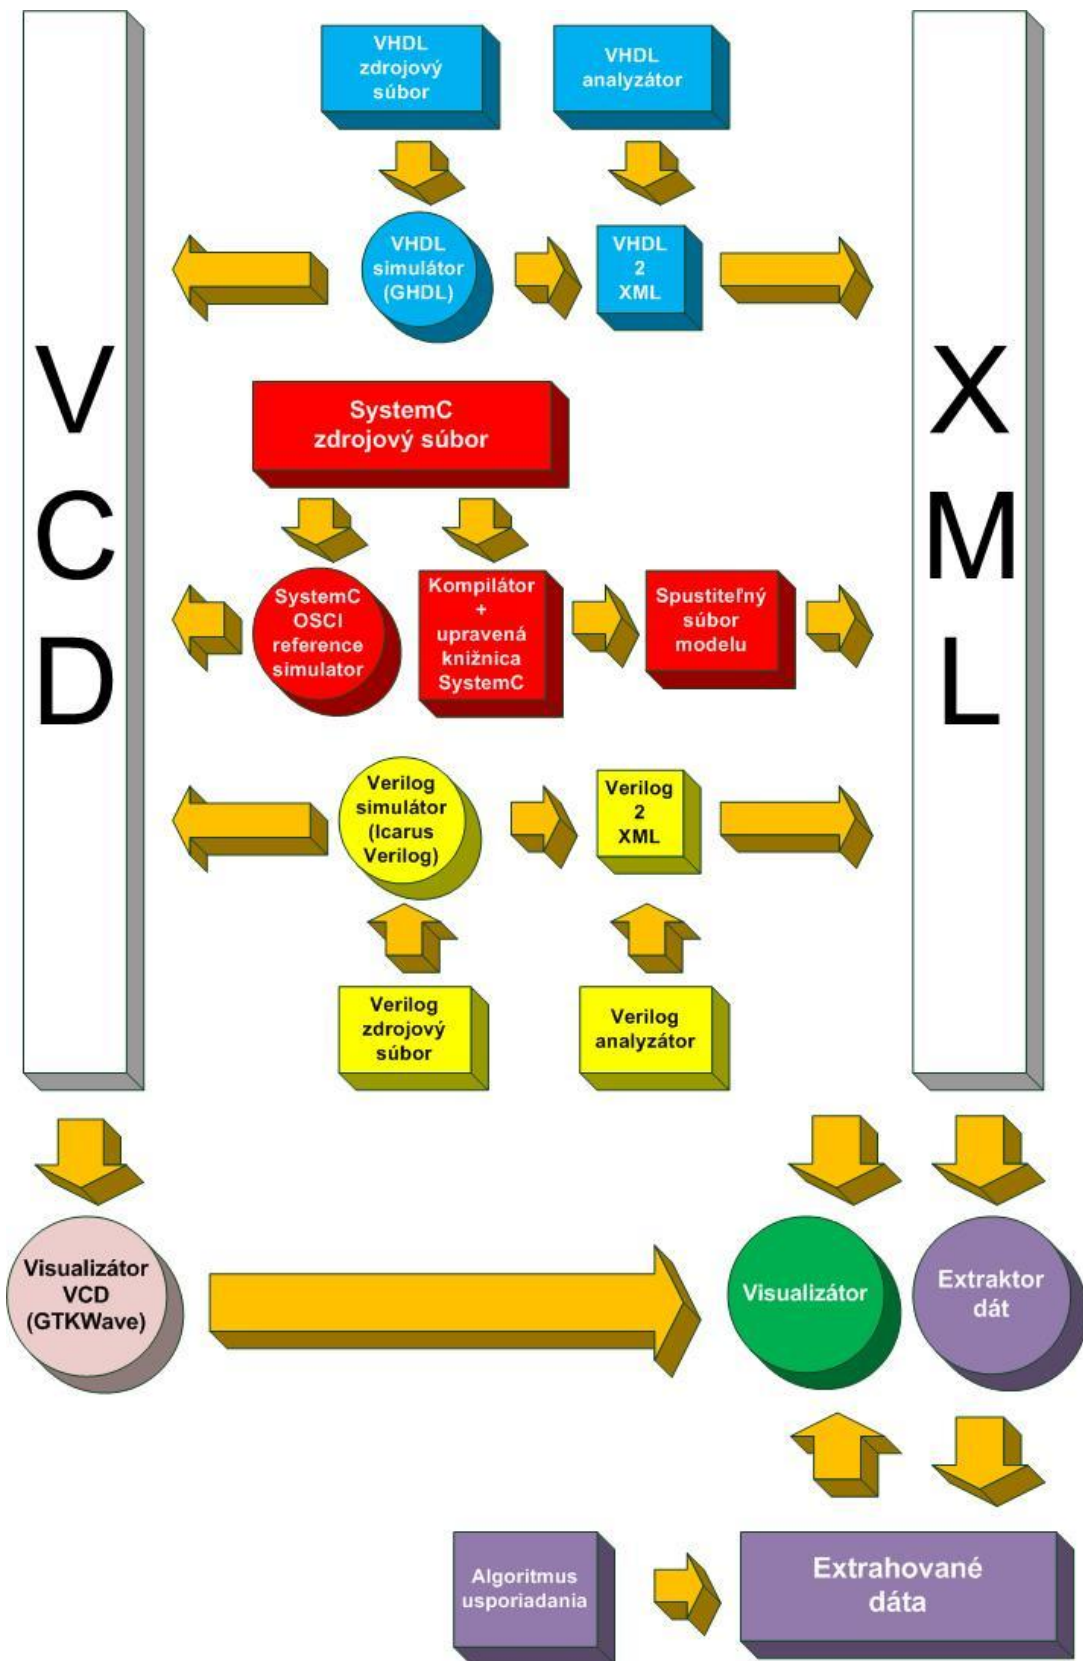 V
C
D
X
M
L
VHDL
zdrojový
súbor
VHDL
analyzátor
VHDL
simulátor
(GHDL)
VHDL
2
XML
SystemC
zdrojový súbor
SystemC
OSCI
reference
simulator
Kompilátor
+
upravená
knižnica
SystemC
Spustiteľný
súbor
modelu
Verilog
simulátor
(Icarus
Verilog)
Verilog
2
XML
Verilog
zdrojový
súbor
Verilog
analyzátor
Visualizátor
VCD
(GTKWave)
Visualizátor
Extraktor
dát
Algoritmus
usporiadania
Extrahované
dáta